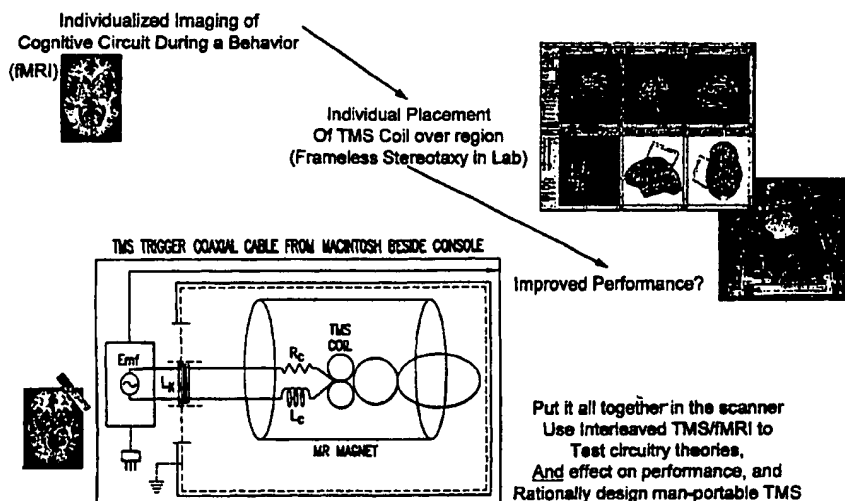 Individualized Imaging of
Cognitive Circuit During a Behavior
(fMRI)
Individual Placement
Of TMS Coil over region
(Frameless Stereotaxy in Lab)
TMS TRIGGER COAXIAL CABLE FROM MACINTOSH BESIDE CONSOLE
Improved Performance?
TMS
COIL
Emf
Rc
Lx
Lc
MR MAGNET
Put it all together in the scanner
Use Interleaved TMS/fMRI to
Test circuitry theories,
And effect on performance, and
Rationally design man-portable TMS